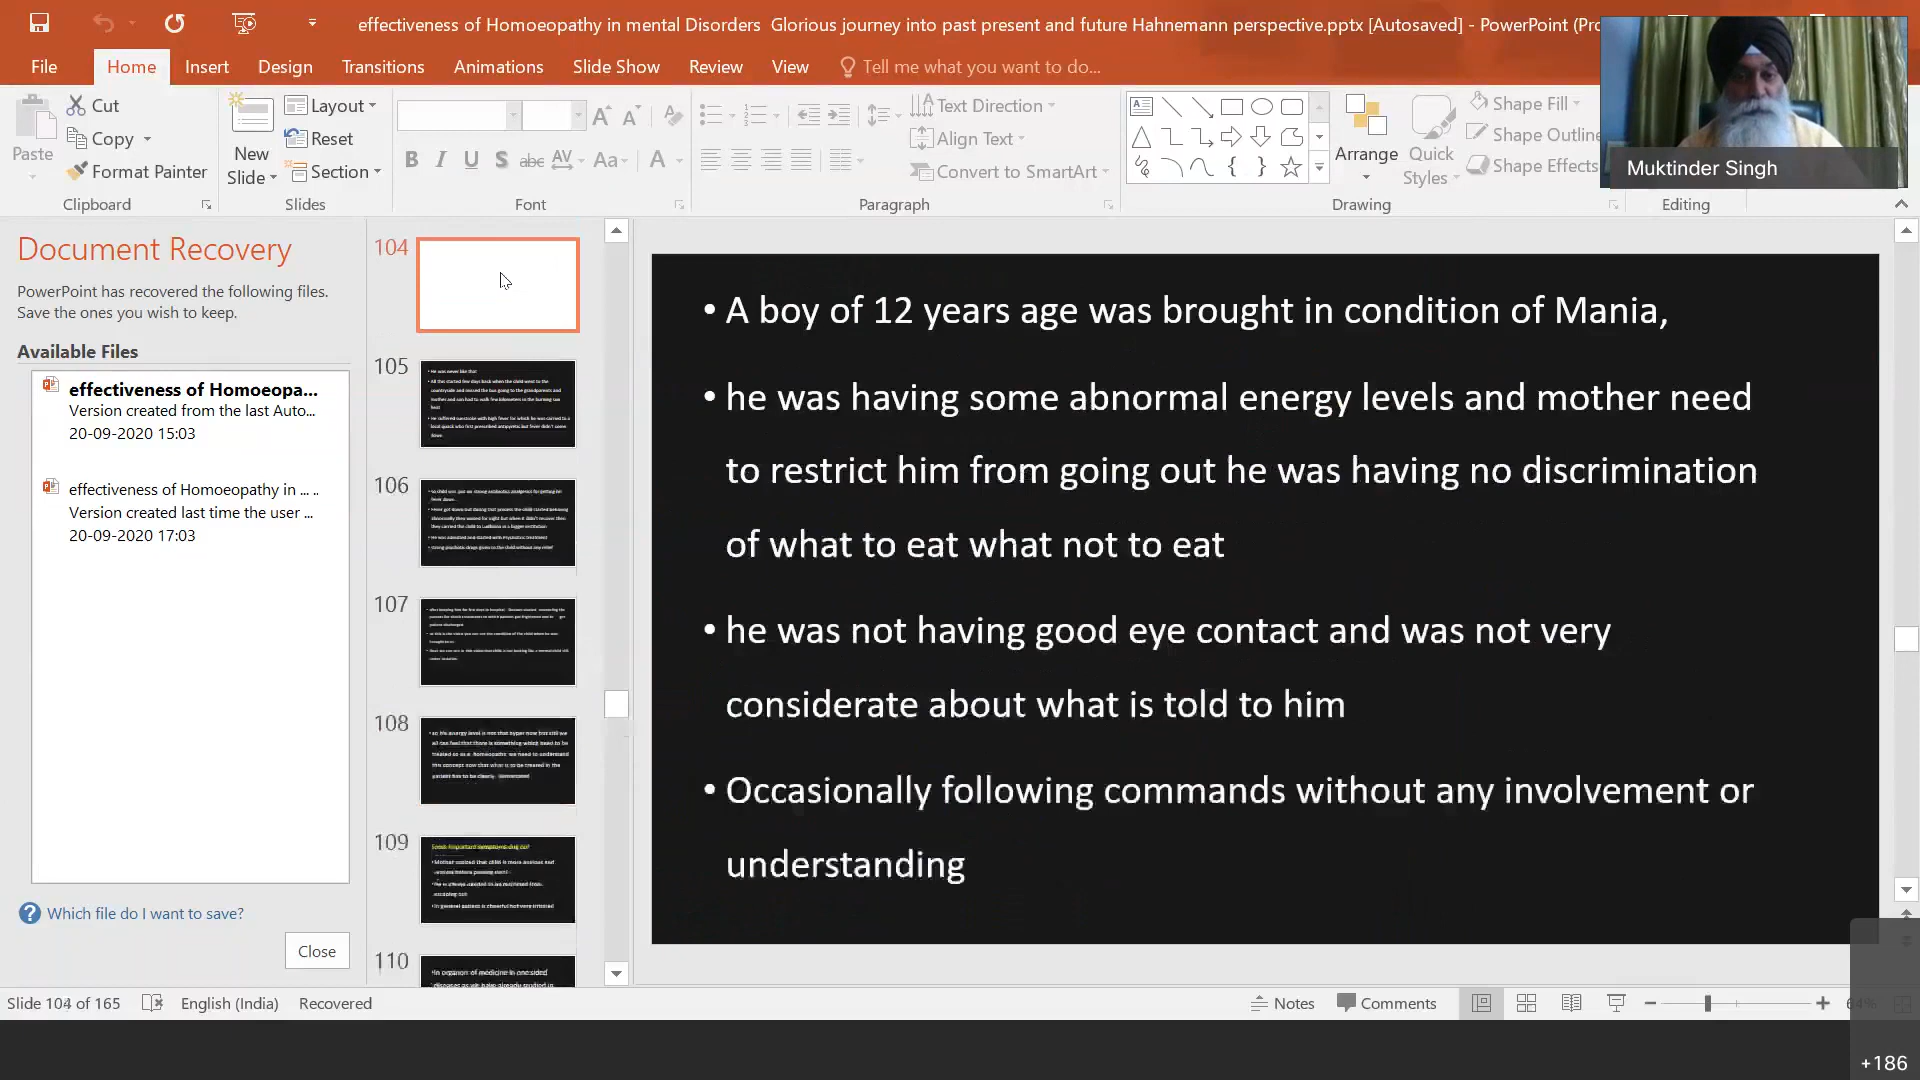 effectiveness of Homoeopathy in mental Disorders  Glorious journey into past present and future Hahnemann perspective.pptx [Autosaved] - PowerPoint (Pro
File Home Insert Design Transitions Animations Slide Show Review View Tell me what you want to do...
Paste
Cut
Copy
Format Painter
Clipboard
New
Slide
Layout
Reset
Section
Slides
B I U S abc AV Aa A
Font
Text Direction
Align Text
Convert to SmartArt
Paragraph
Arrange
Quick
Styles
Shape Fill
Shape Outline
Shape Effects
Drawing
Editing
Muktinder Singh
Document Recovery
PowerPoint has recovered the following files.
Save the ones you wish to keep.
Available Files
effectiveness of Homoeopa...
Version created from the last Auto...
20-09-2020 15:03
effectiveness of Homoeopathy in ... ..
Version created last time the user ...
20-09-2020 17:03
Which file do I want to save?
Close
104
105
106
107
108
109
110
• A boy of 12 years age was brought in condition of Mania,
• he was having some abnormal energy levels and mother need
to restrict him from going out he was having no discrimination
of what to eat what not to eat
• he was not having good eye contact and was not very
considerate about what is told to him
• Occasionally following commands without any involvement or
understanding
Slide 104 of 165 English (India) Recovered
Notes Comments 64%
+186